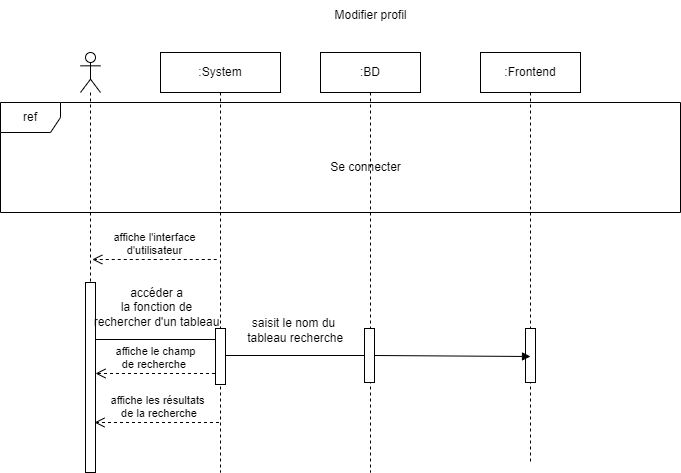 Modifier profil
:System
:BD
:Frontend
ref
Se connecter
affiche l'interface
d'utilisateur
accéder a
la fonction de
rechercher d'un tableau
saisit le nom du
tableau recherche
affiche le champ
de recherche
affiche les résultats
de la recherche